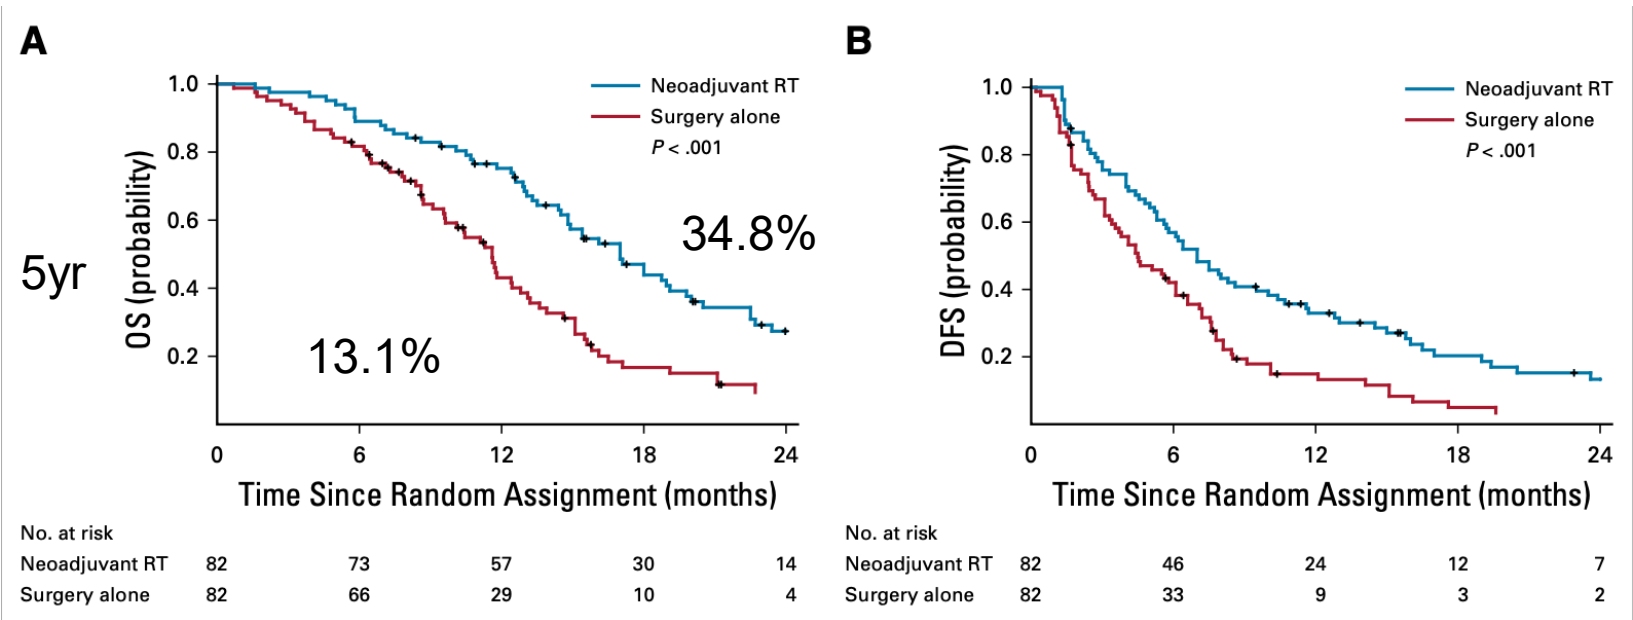 A
1.0
0.8
0.6
0.4
0.2
OS (probability)
Neoadjuvant RT
Surgery alone
P < .001
34.8%
5yr
13.1%
0 6 12 18 24
Time Since Random Assignment (months)
No. at risk
Neoadjuvant RT 82 73 57 30 14
Surgery alone 82 66 29 10 4
B
1.0
0.8
0.6
0.4
0.2
DFS (probability)
Neoadjuvant RT
Surgery alone
P < .001
0 6 12 18 24
Time Since Random Assignment (months)
No. at risk
Neoadjuvant RT 82 46 24 12 7
Surgery alone 82 33 9 3 2